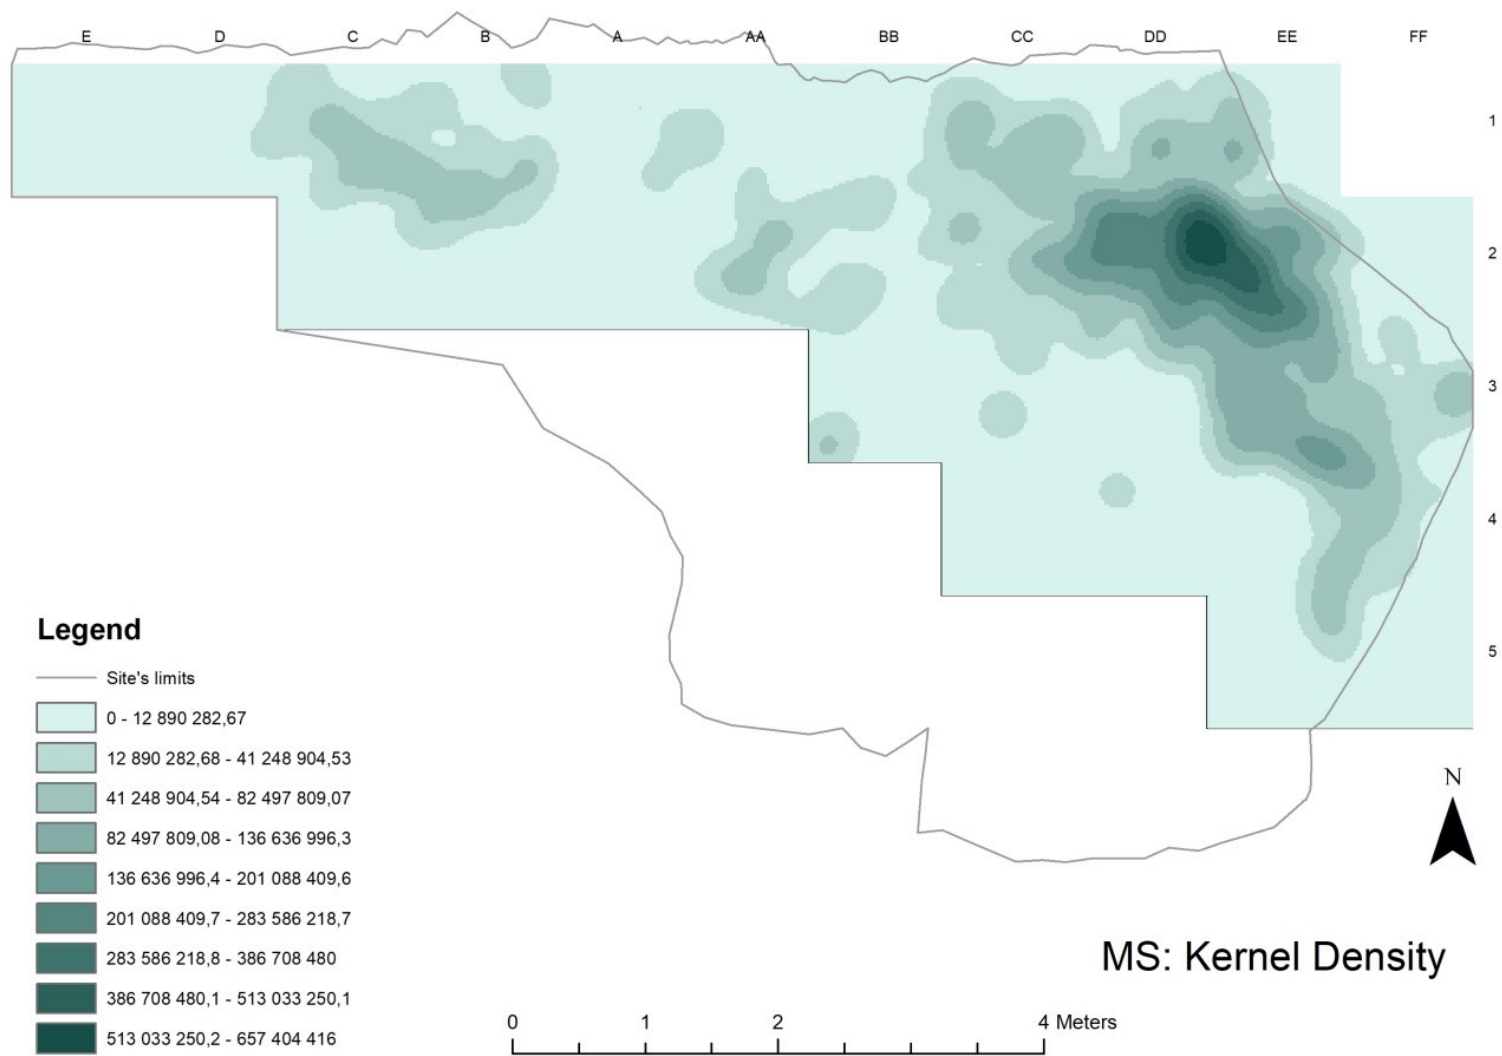 E D C B A AA BB CC DD EE FF
1
2
3
4
5
Legend
Site's limits
0 - 12 890 282,67
12 890 282,68 - 41 248 904,53
41 248 904,54 - 82 497 809,07
82 497 809,08 - 136 636 996,3
136 636 996,4 - 201 088 409,6
201 088 409,7 - 283 586 218,7
283 586 218,8 - 386 708 480
386 708 480,1 - 513 033 250,1
513 033 250,2 - 657 404 416
N
MS: Kernel Density
0 1 2 4 Meters